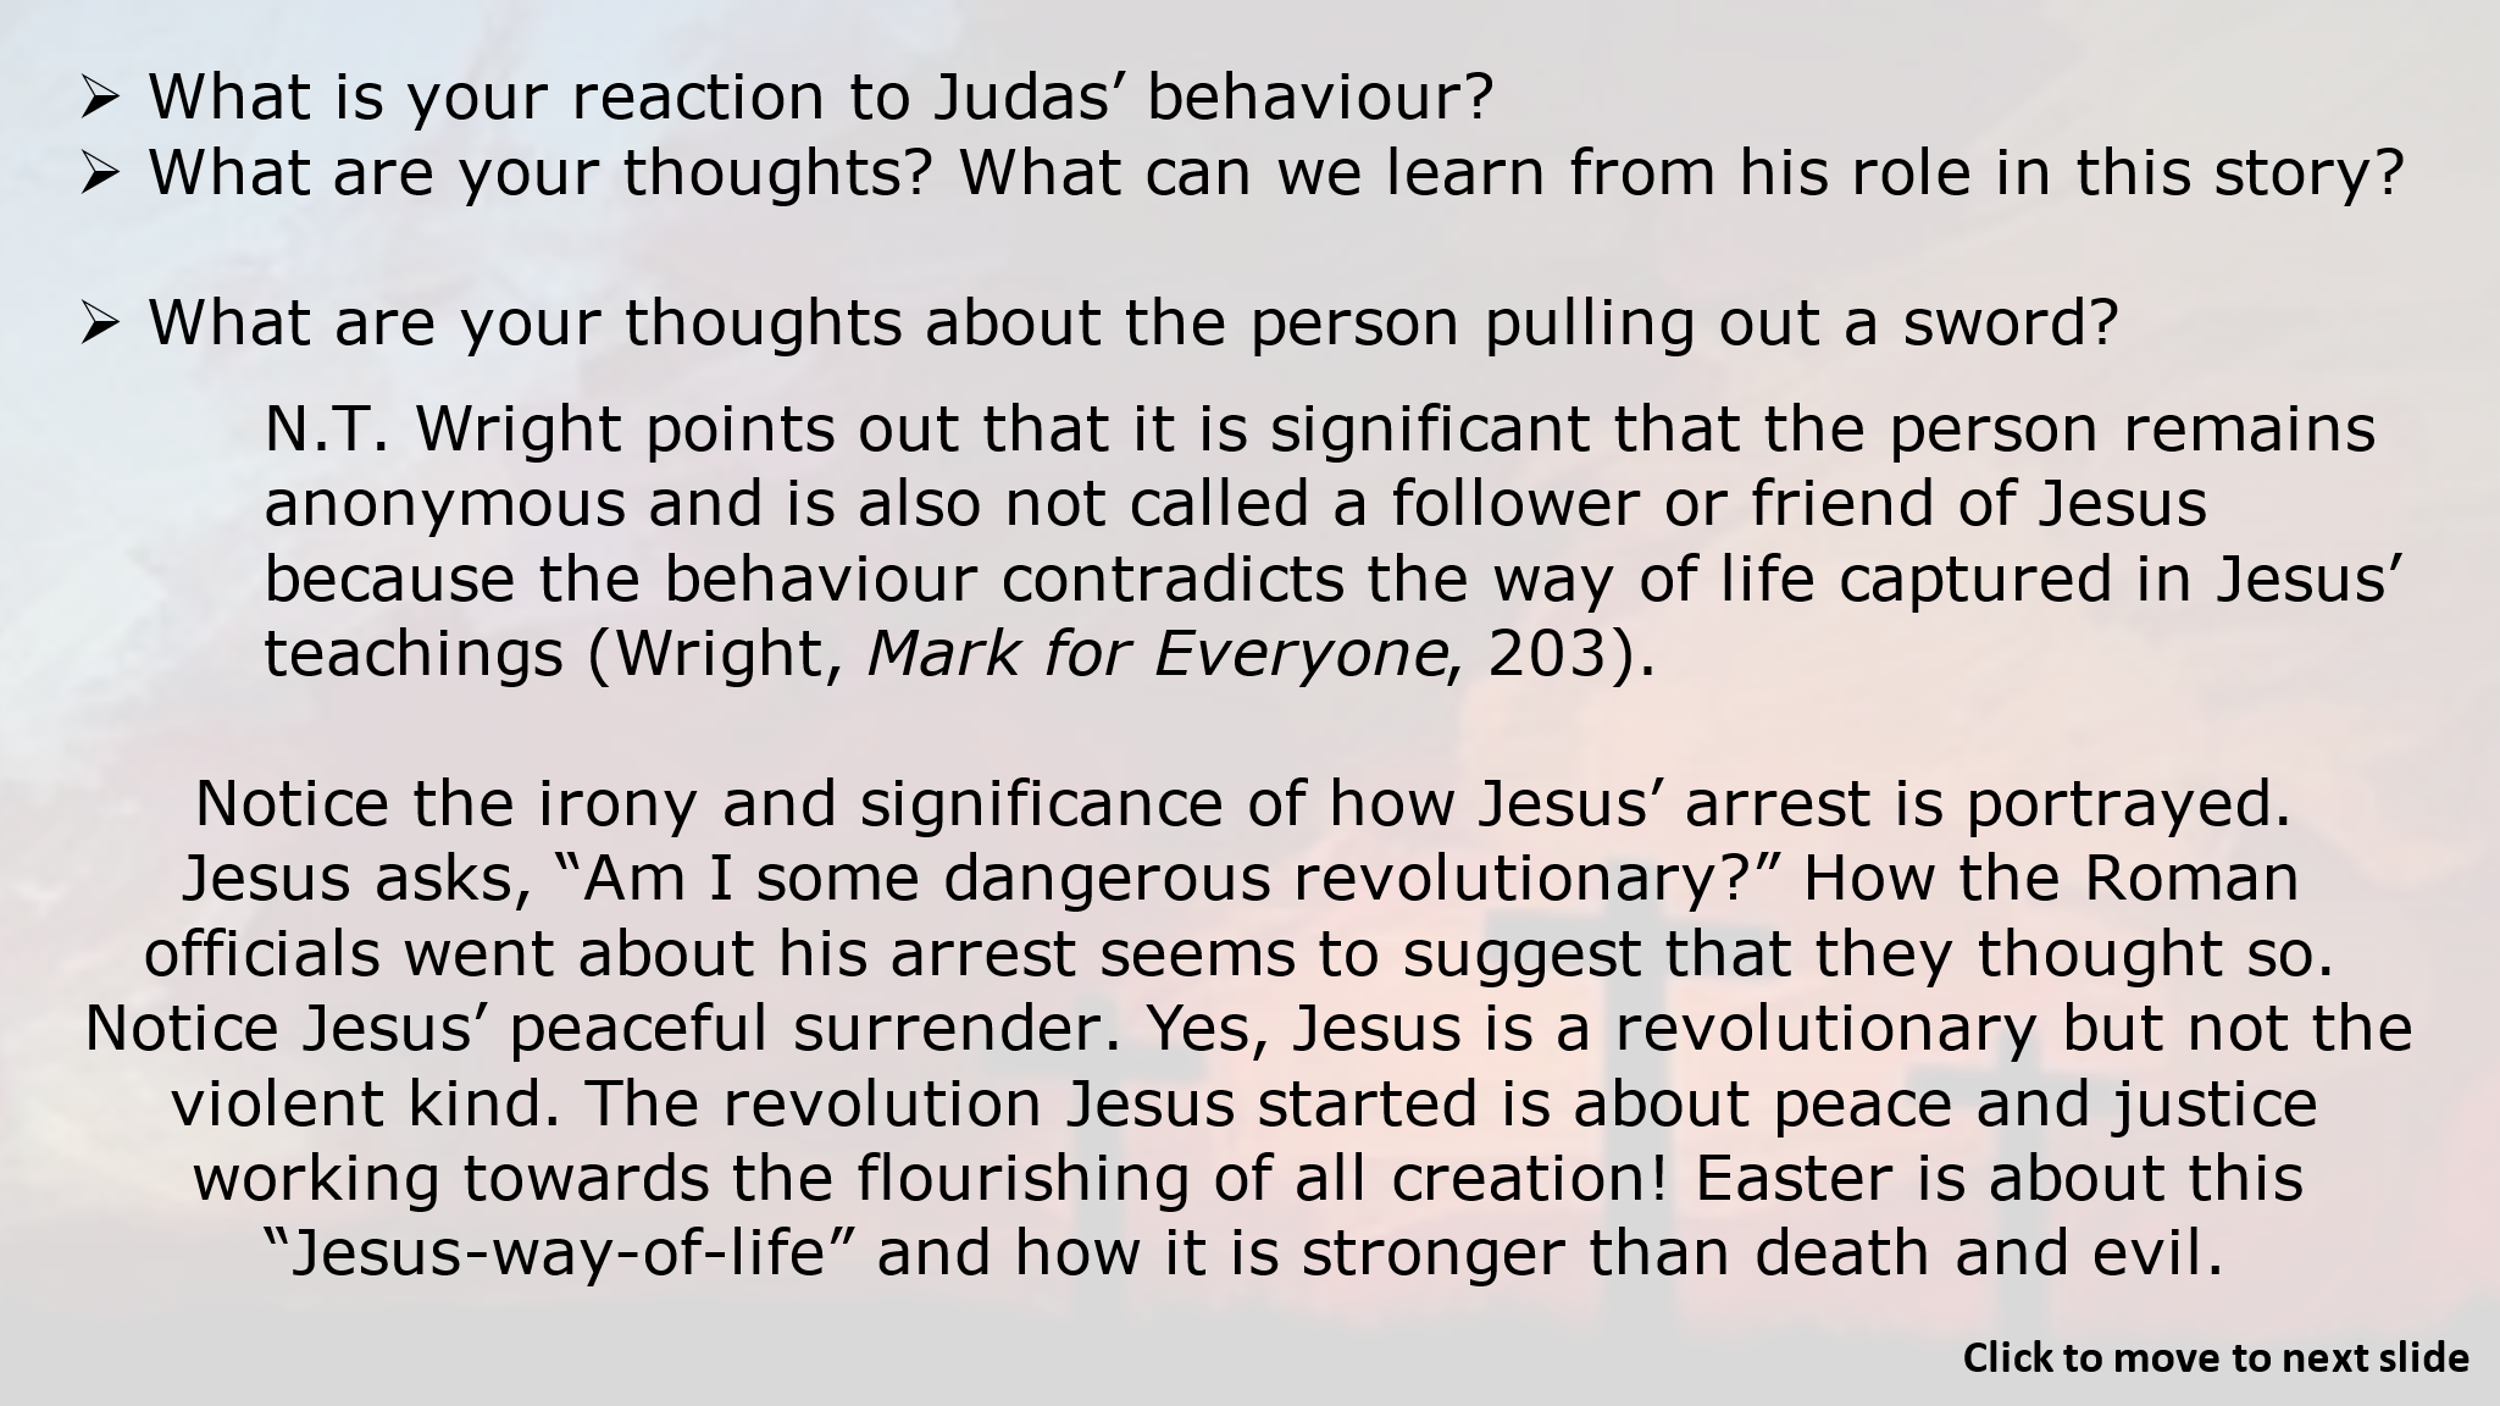 ➢ What is your reaction to Judas’ behaviour?
➢ What are your thoughts? What can we learn from his role in this story?
➢ What are your thoughts about the person pulling out a sword?
N.T. Wright points out that it is significant that the person remains
anonymous and is also not called a follower or friend of Jesus
because the behaviour contradicts the way of life captured in Jesus’
teachings (Wright, Mark for Everyone, 203).
Notice the irony and significance of how Jesus’ arrest is portrayed.
Jesus asks, “Am I some dangerous revolutionary?” How the Roman
officials went about his arrest seems to suggest that they thought so.
Notice Jesus’ peaceful surrender. Yes, Jesus is a revolutionary but not the
violent kind. The revolution Jesus started is about peace and justice
working towards the flourishing of all creation! Easter is about this
“Jesus-way-of-life” and how it is stronger than death and evil.
Click to move to next slide